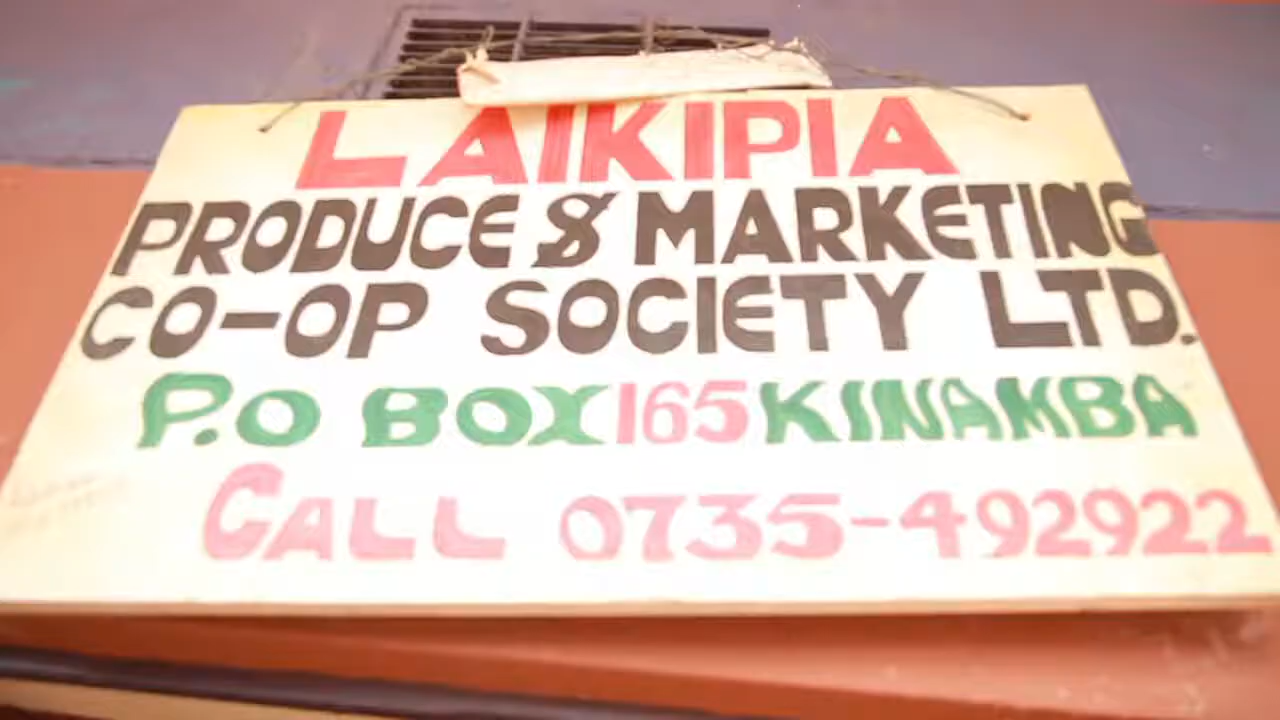 LAIKIPIA
PRODUCE & MARKETING
CO-OP SOCIETY LTD.
P.O BOX 165 KINAMBA
CALL 0735-492922